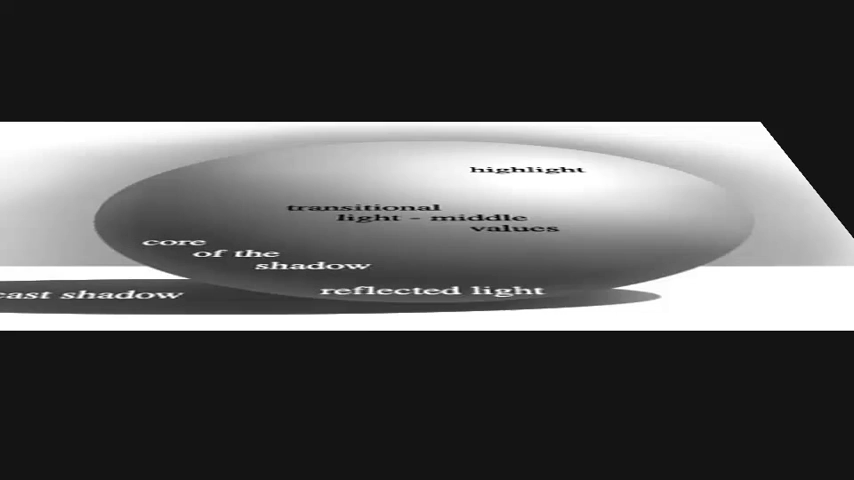 highlight
transitional
light - middle
values
core
of the
shadow
reflected light
cast shadow